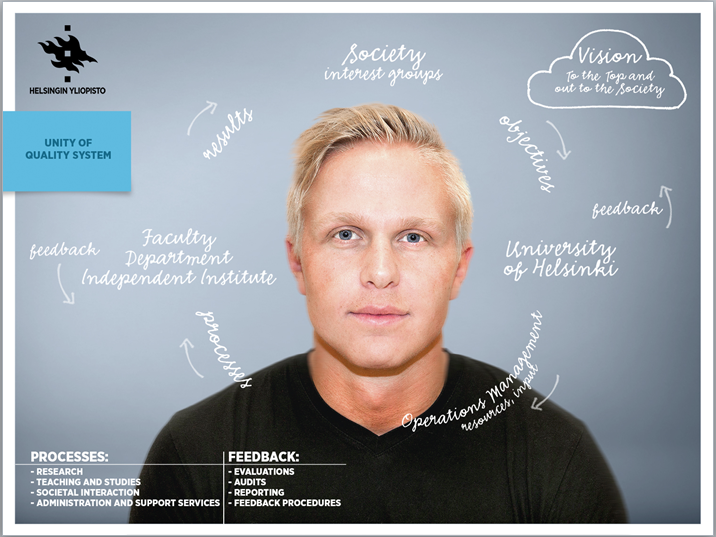 HELSINGIN YLIOPISTO
UNITY OF
QUALITY SYSTEM
Society
interest groups
Vision
To the Top and
out to the Society
results
objectives
feedback
feedback
Faculty
Department
Independent Institute
University
of Helsinki
processes
Operations Management
resources, input
PROCESSES:
- RESEARCH
- TEACHING AND STUDIES
- SOCIETAL INTERACTION
- ADMINISTRATION AND SUPPORT SERVICES
FEEDBACK:
- EVALUATIONS
- AUDITS
- REPORTING
- FEEDBACK PROCEDURES